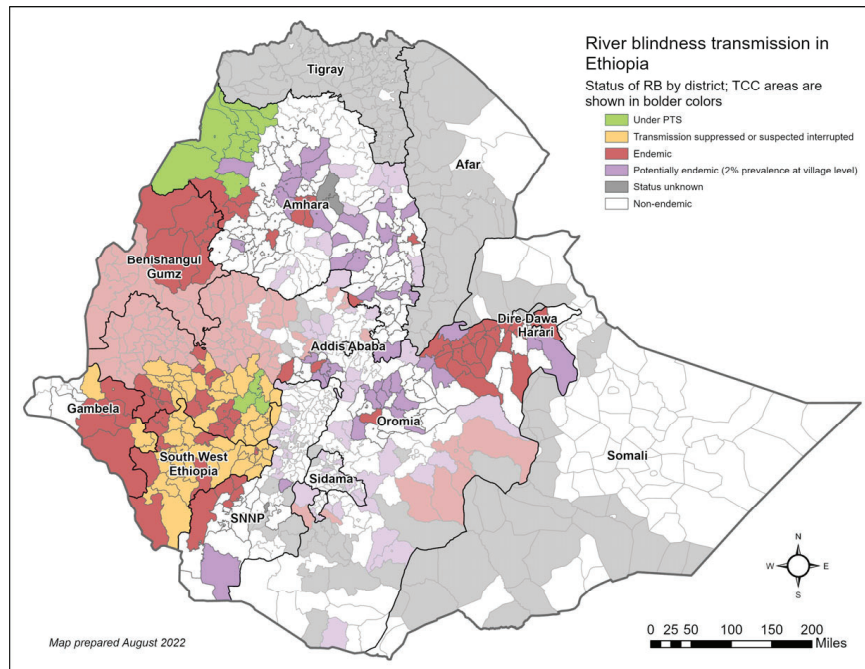 River blindness transmission in
Ethiopia
Status of RB by district; TCC areas are
shown in bolder colors
Under PTS
Transmission suppressed or suspected interrupted
Endemic
Potentially endemic (2% prevalence at village level)
Status unknown
Non-endemic
Tigray
Afar
Amhara
Benishangul
Gumz
Dire Dawa
Harari
Addis Ababa
Gambela
Oromia
South West
Ethiopia
Somali
Sidama
SNNP
N
W E
S
0 25 50 100 150 200
Miles
Map prepared August 2022